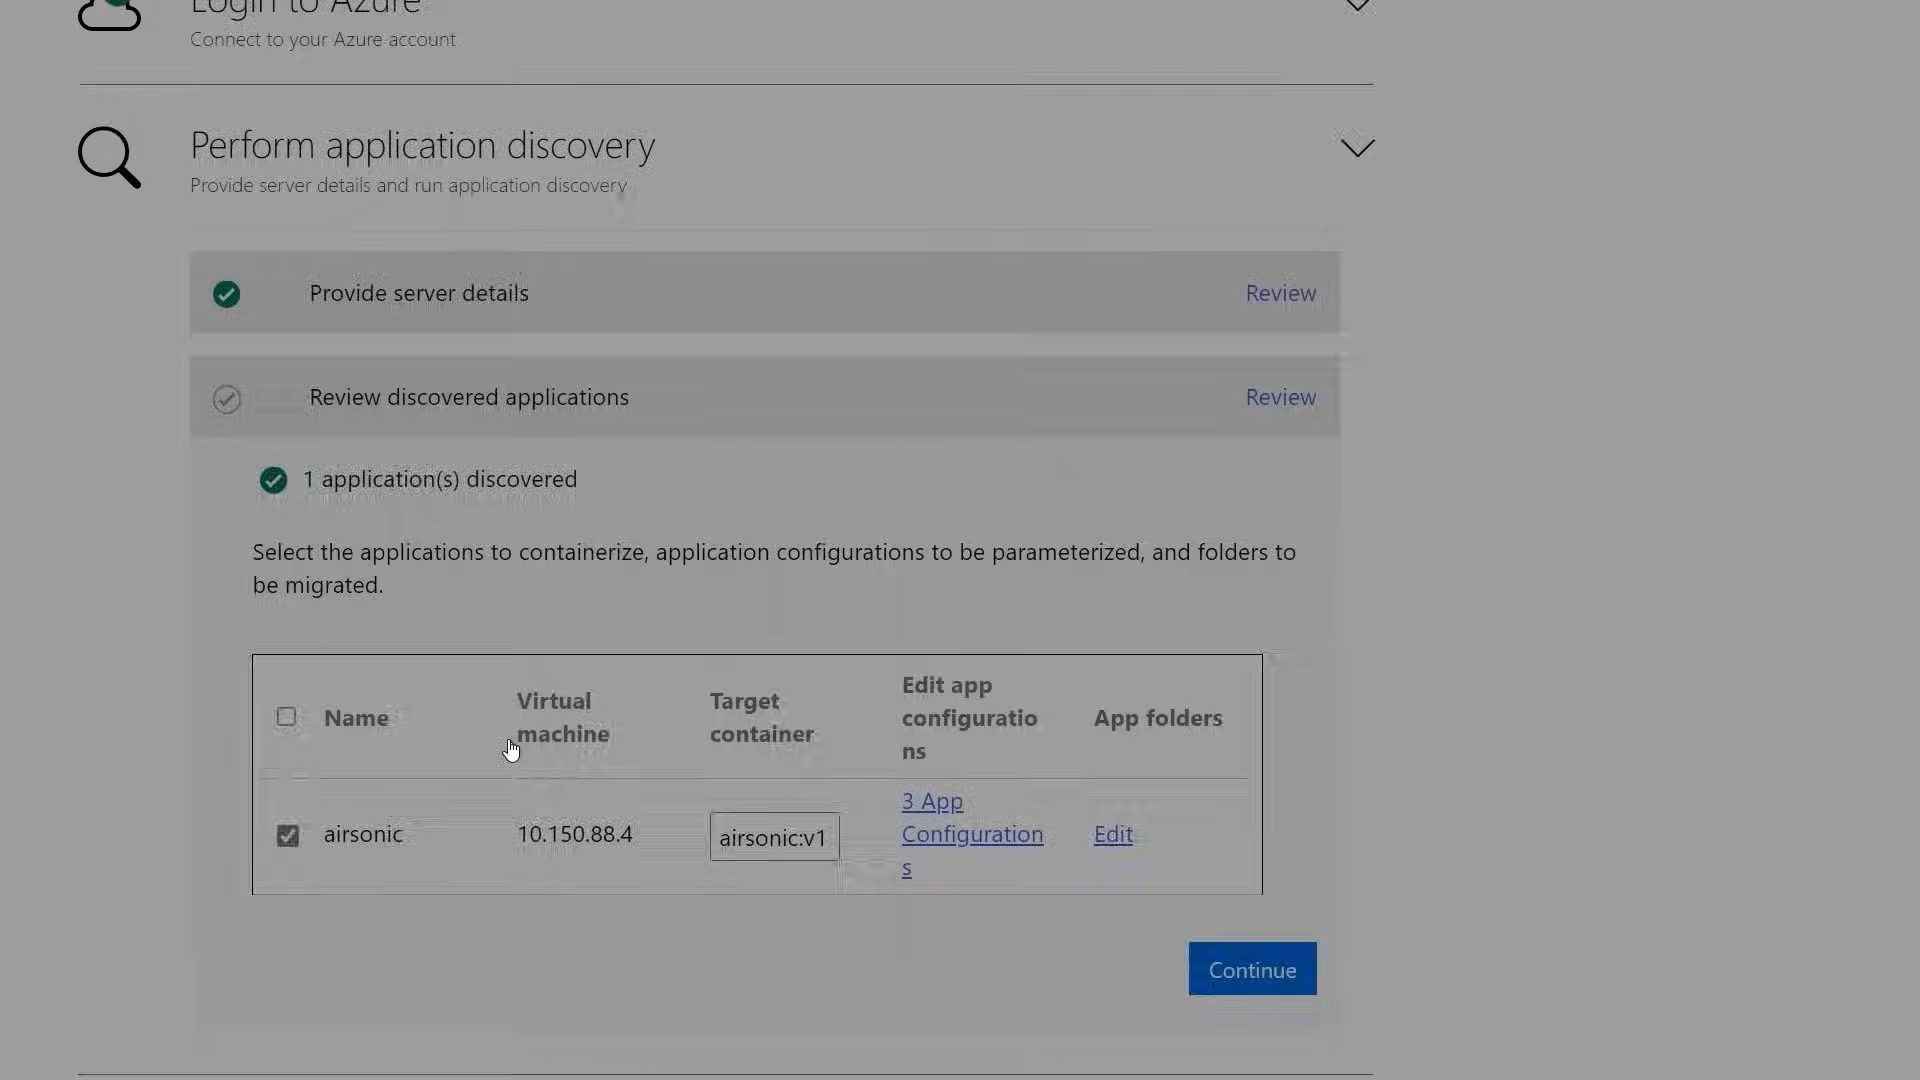 Login to Azure
Connect to your Azure account
Perform application discovery
Provide server details and run application discovery
Provide server details
Review
Review discovered applications
Review
1 application(s) discovered
Select the applications to containerize, application configurations to be parameterized, and folders to
be migrated.
Name
Virtual
machine
Target
container
Edit app
configuratio
ns
App folders
airsonic
10.150.88.4
airsonic:v1
3 App
Configuration
s
Edit
Continue